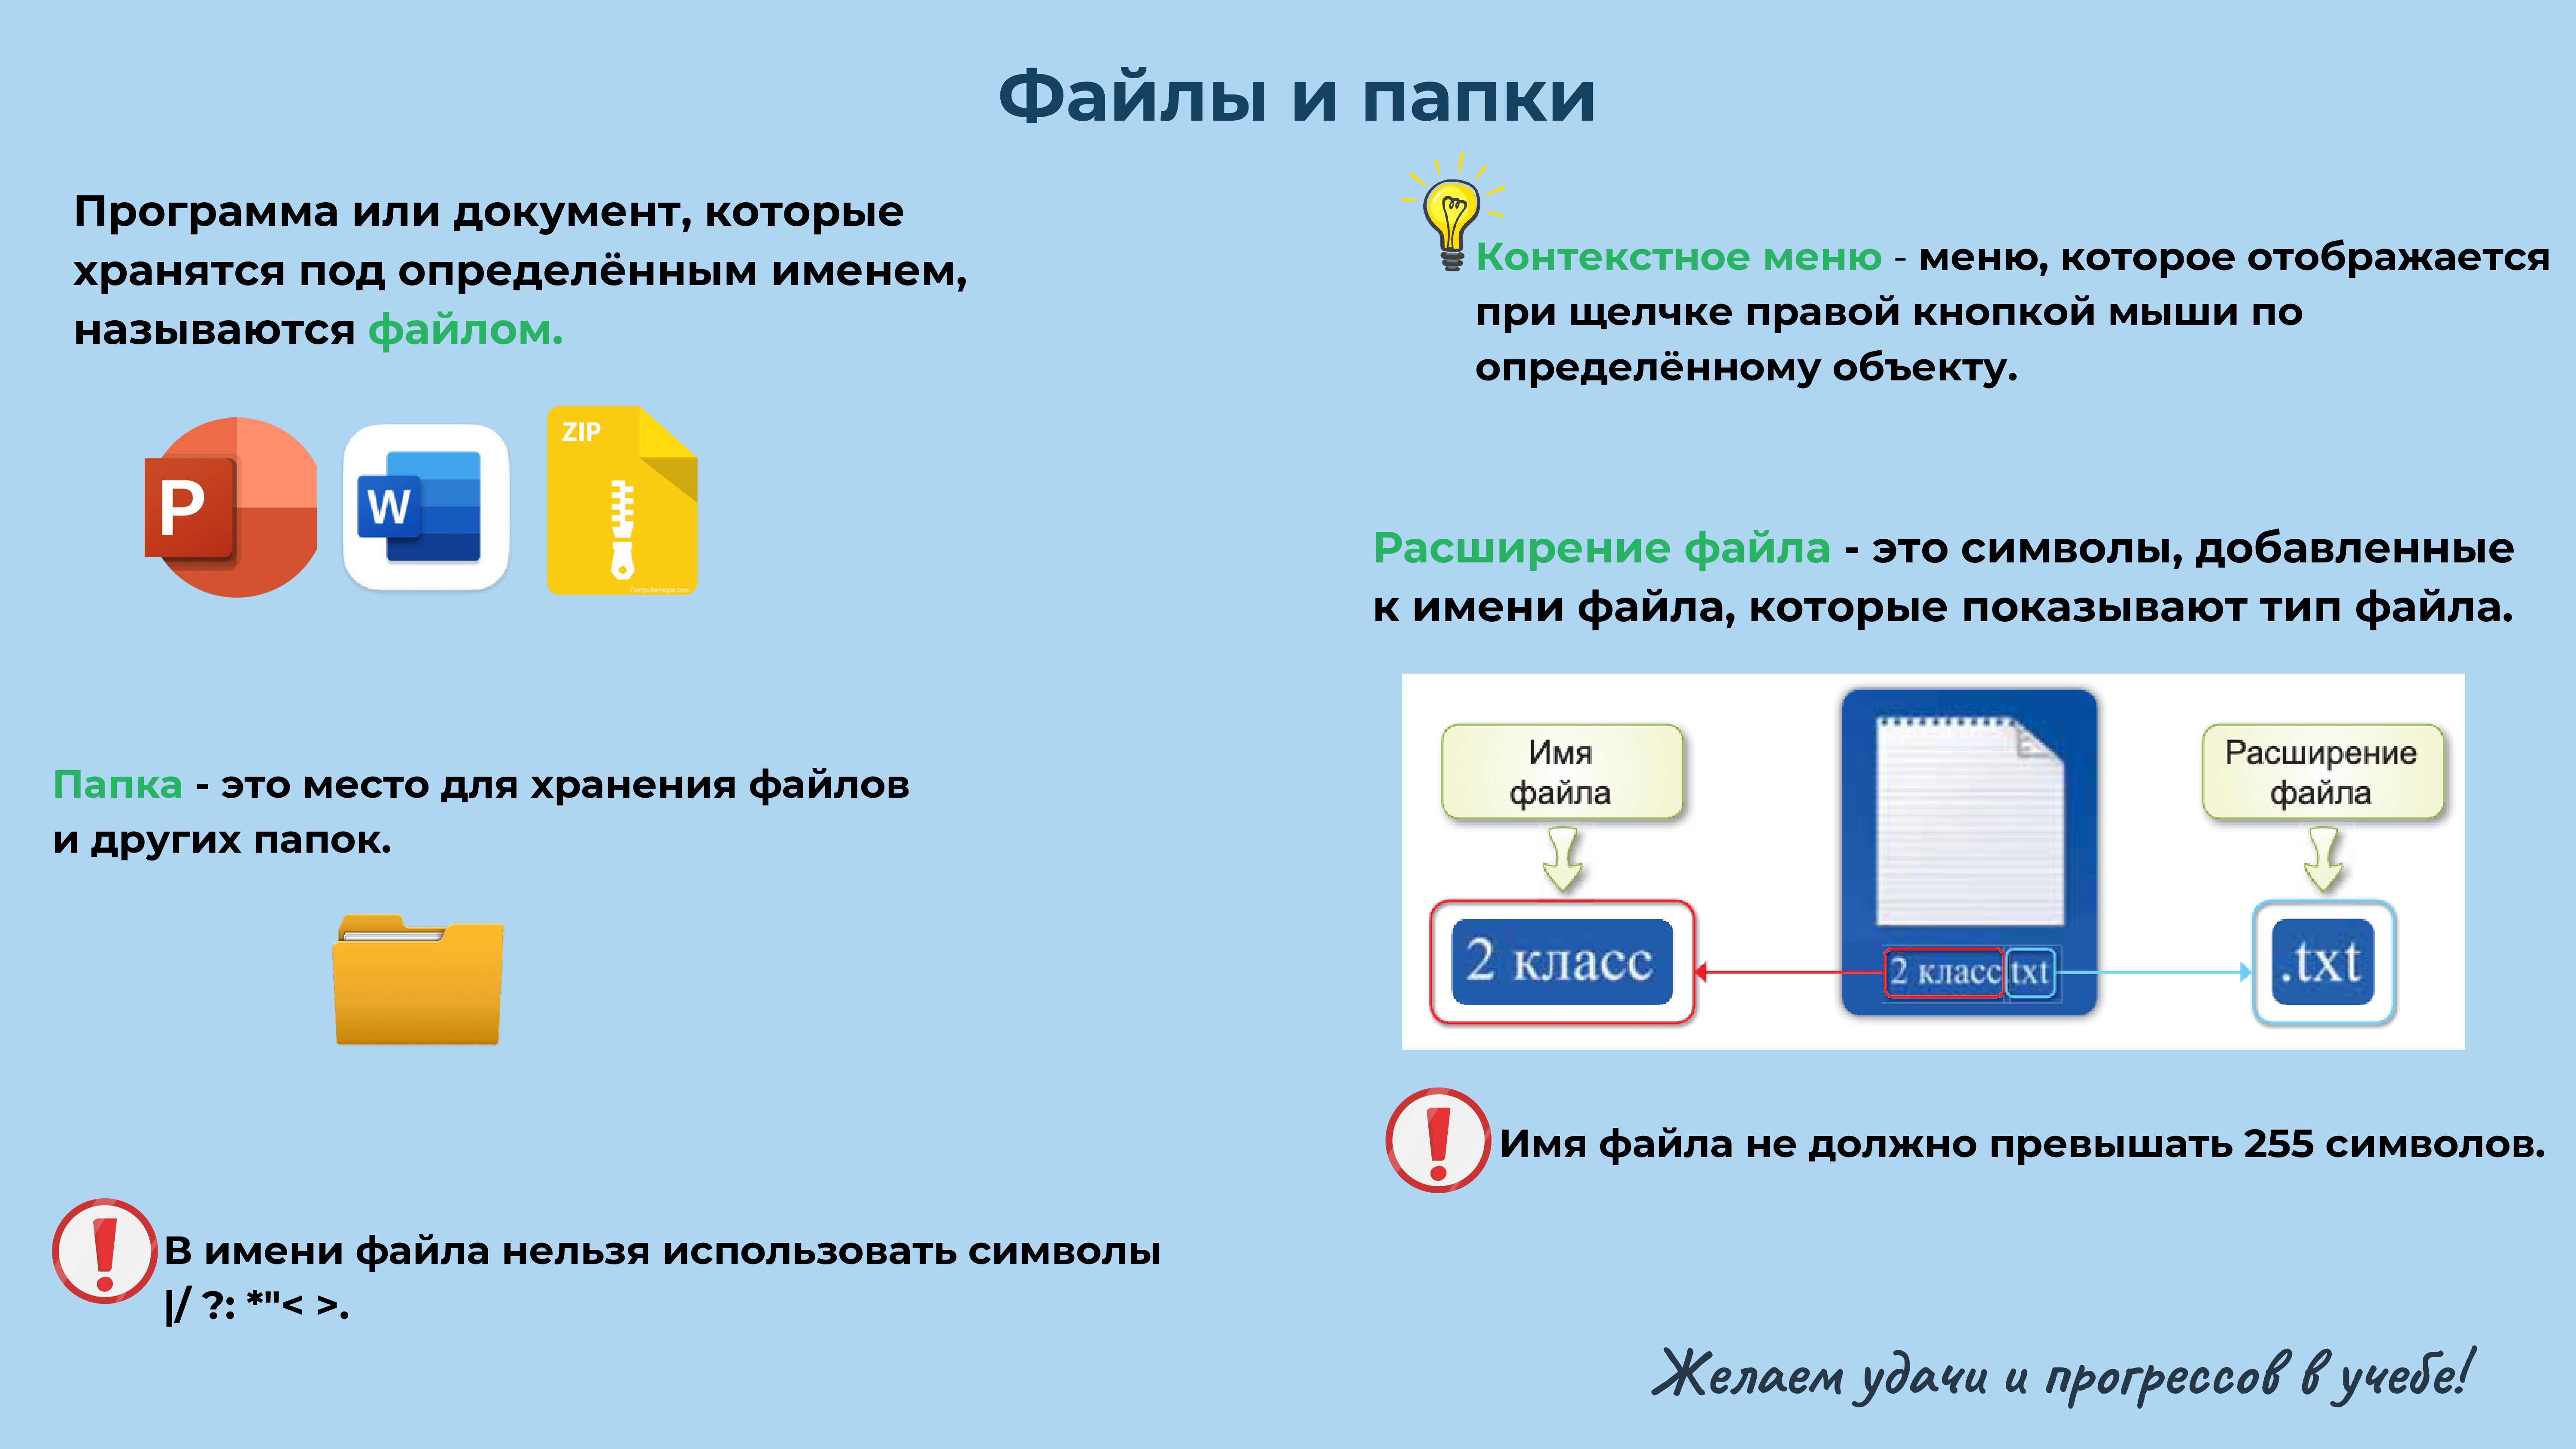 Файлы и папки
Программа или документ, которые
хранятся под определённым именем,
называются файлом.
P
W
ZIP
ComputerHope.com
Папка - это место для хранения файлов
и других папок.
В имени файла нельзя использовать символы
|/ ?: *"< >.
Контекстное меню - меню, которое отображается
при щелчке правой кнопкой мыши по
определённому объекту.
Расширение файла - это символы, добавленные
к имени файла, которые показывают тип файла.
Имя
файла
Расширение
файла
2 класс
2 класс.txt
.txt
Имя файла не должно превышать 255 символов.
Желаем удачи и прогрессов в учебе!